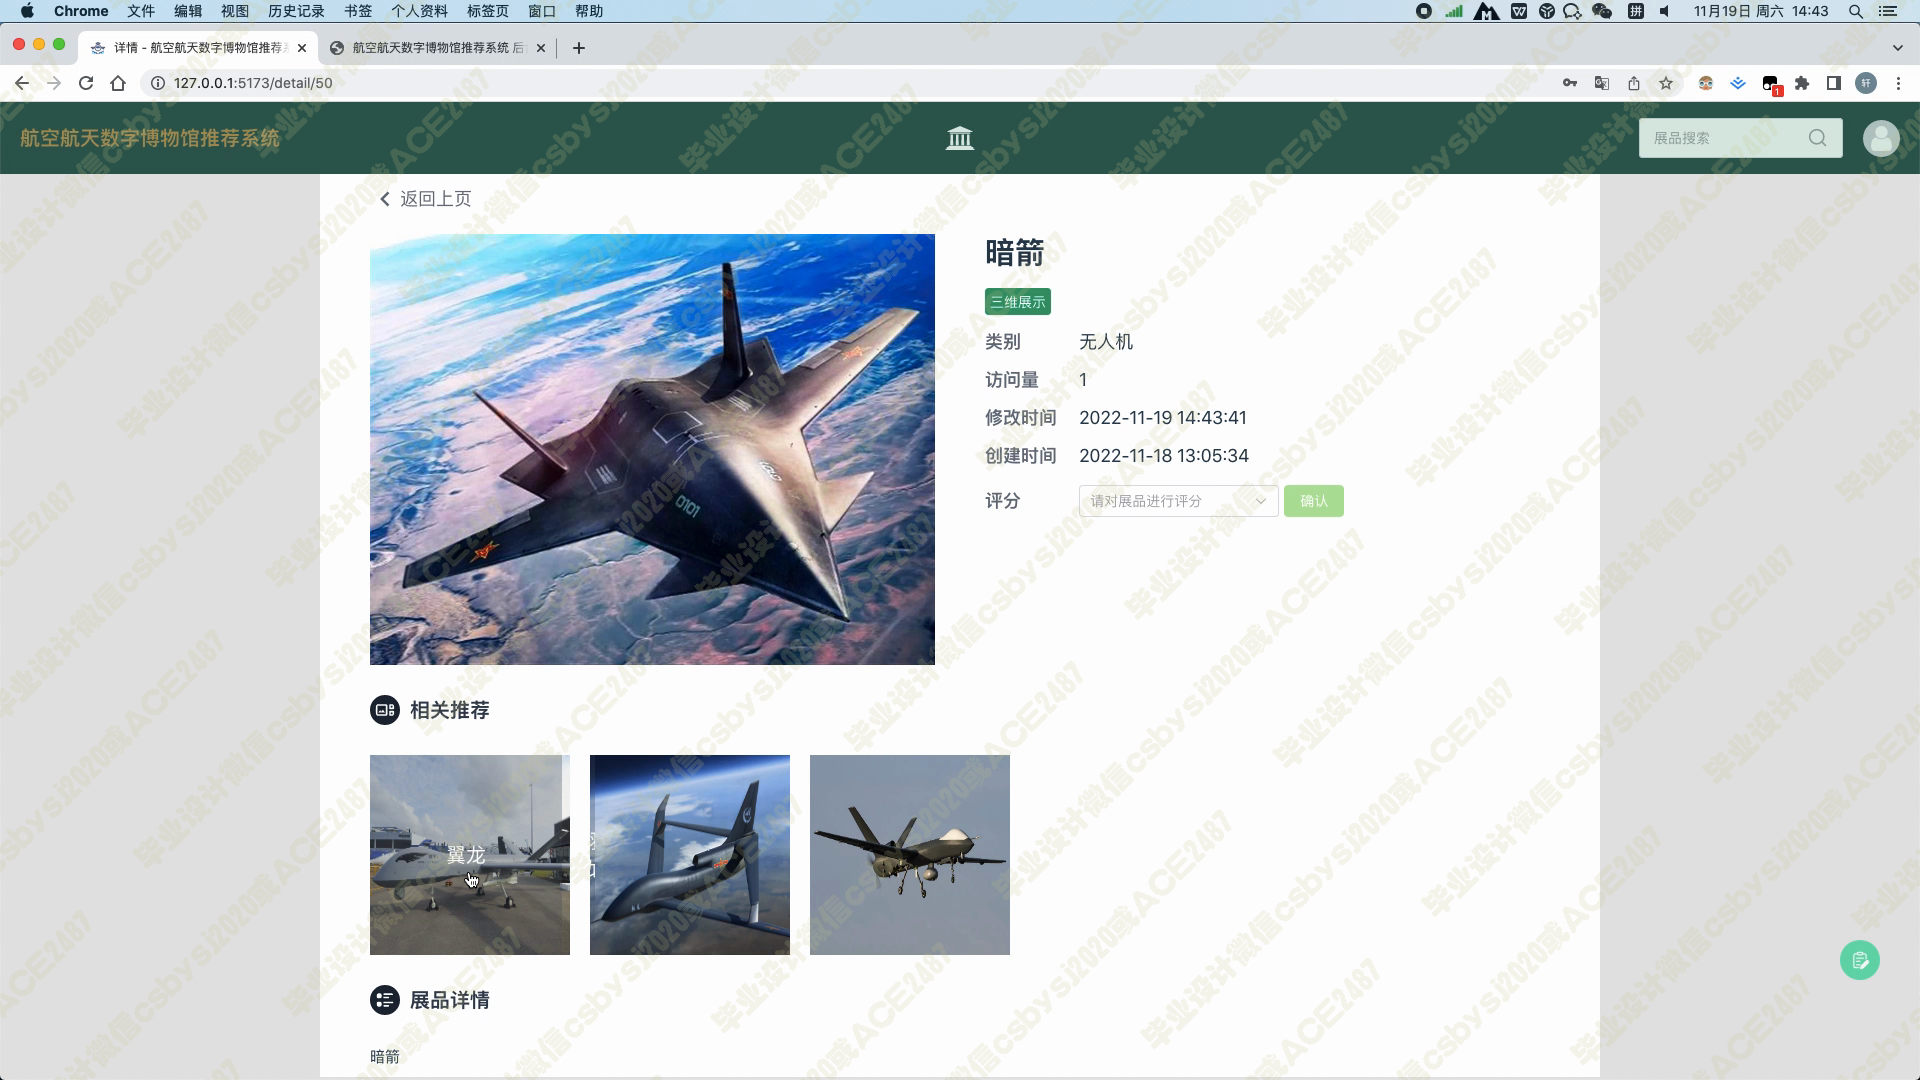 Chrome 文件 编辑 视图 历史记录 书签 个人资料 标签页 窗口 帮助 拼 11月19日 周六 14:43
详情 - 航空航天数字博物馆推荐 航空航天数字博物馆推荐系统 后
127.0.0.1:5173/detail/50 1 轩
航空航天数字博物馆推荐系统 展品搜索
返回上页
暗箭
三维展示
类别 无人机
访问量 1
修改时间 2022-11-19 14:43:41
创建时间 2022-11-18 13:05:34
评分 请对展品进行评分 确认
0101
相关推荐
翼龙
展品详情
暗箭
毕业设计微信csbysj2020或ACE2487